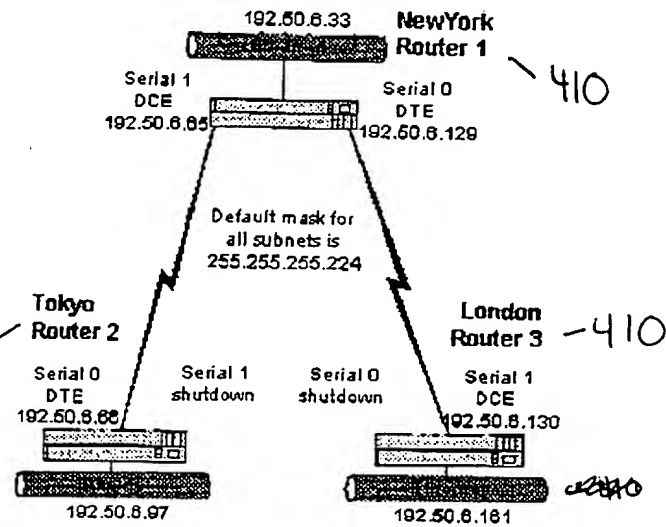 192.50.6.33
NewYork
Router 1
410
Serial 1
DCE
192.50.6.65
Serial 0
DTE
192.50.6.129
Default mask for
all subnets is
255.255.255.224
Tokyo
Router 2
London
Router 3
410
Serial 0
DTE
192.50.6.66
Serial 1
shutdown
Serial 0
shutdown
Serial 1
DCE
192.50.6.130
192.50.6.97
192.50.6.161